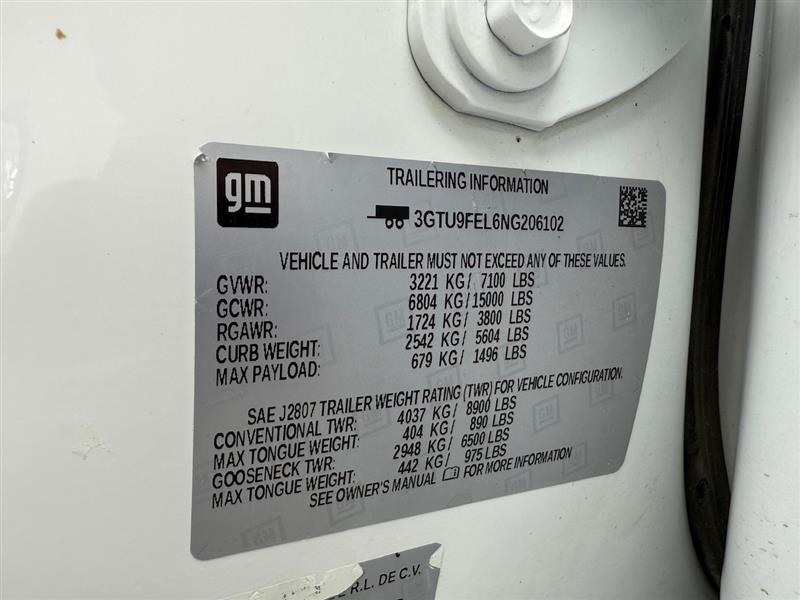 gm
TRAILERING INFORMATION
3GTU9FEL6NG206102
VEHICLE AND TRAILER MUST NOT EXCEED ANY OF THESE VALUES.
GVWR: 3221 KG/ 7100 LBS
GCWR: 6804 KG/15000 LBS
RGAWR: 1724 KG/ 3800 LBS
CURB WEIGHT: 2542 KG/ 5604 LBS
MAX PAYLOAD: 679 KG/ 1496 LBS
SAE J2807 TRAILER WEIGHT RATING (TWR) FOR VEHICLE CONFIGURATION.
CONVENTIONAL TWR: 4037 KG/ 8900 LBS
MAX TONGUE WEIGHT: 404 KG/ 890 LBS
GOOSENECK TWR: 2948 KG/ 6500 LBS
MAX TONGUE WEIGHT: 442 KG/ 975 LBS
SEE OWNER'S MANUAL FOR MORE INFORMATION
R.L. DE C.V.